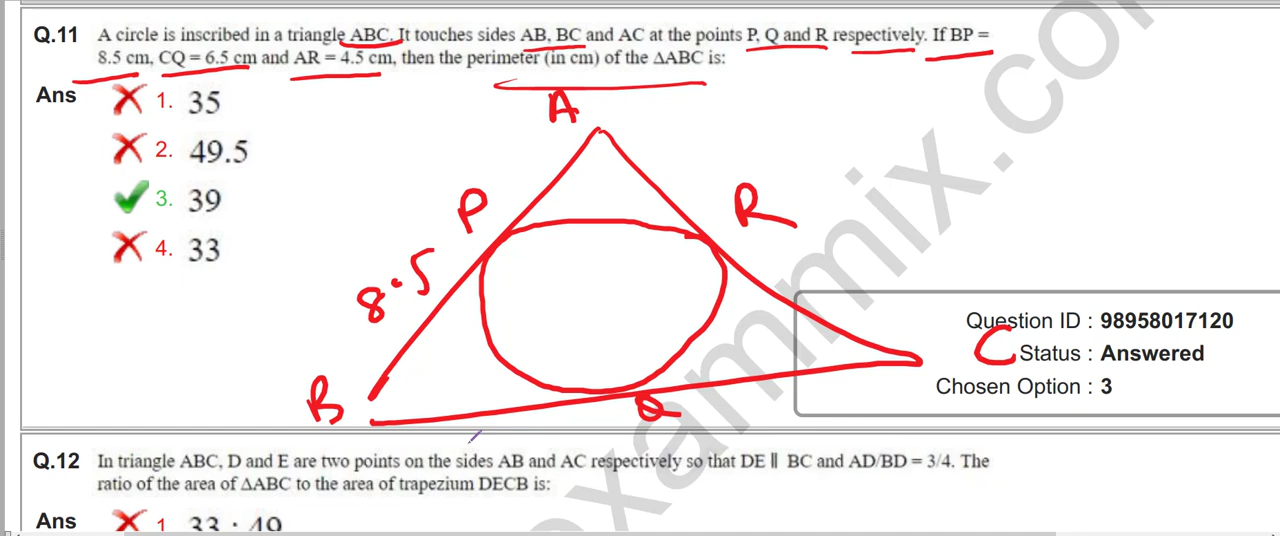 Q.11 A circle is inscribed in a triangle ABC. It touches sides AB, BC and AC at the points P, Q and R respectively. If BP =
8.5 cm, CQ = 6.5 cm and AR = 4.5 cm, then the perimeter (in cm) of the ΔABC is:
Ans
1. 35
2. 49.5
3. 39
4. 33
A
P
R
8.5
B
Q
C
Question ID : 98958017120
Status : Answered
Chosen Option : 3
exammix.co
Q.12 In triangle ABC, D and E are two points on the sides AB and AC respectively so that DE ∥ BC and AD/BD = 3/4. The
ratio of the area of ΔABC to the area of trapezium DECB is:
Ans
1 33 : 49